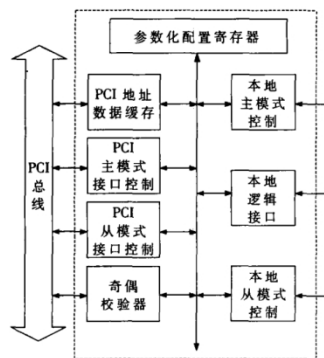 参数化配置寄存器
PCI
总
线
PCI 地址
数据缓存
PCI
主模式
接口控制
PCI
从模式
接口控制
奇偶
校验器
本地
主模式
控制
本地
逻辑
接口
本地
从模式
控制